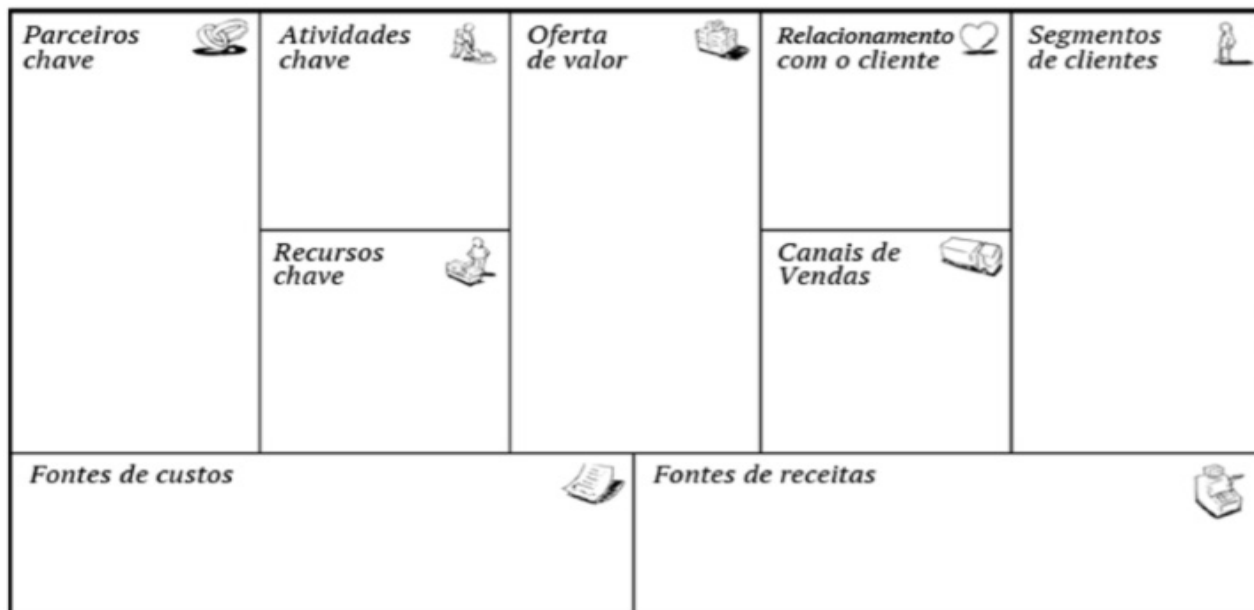 Parceiros
chave
Atividades
chave
Oferta
de valor
Relacionamento
com o cliente
Segmentos
de clientes
Recursos
chave
Canais de
Vendas
Fontes de custos
Fontes de receitas